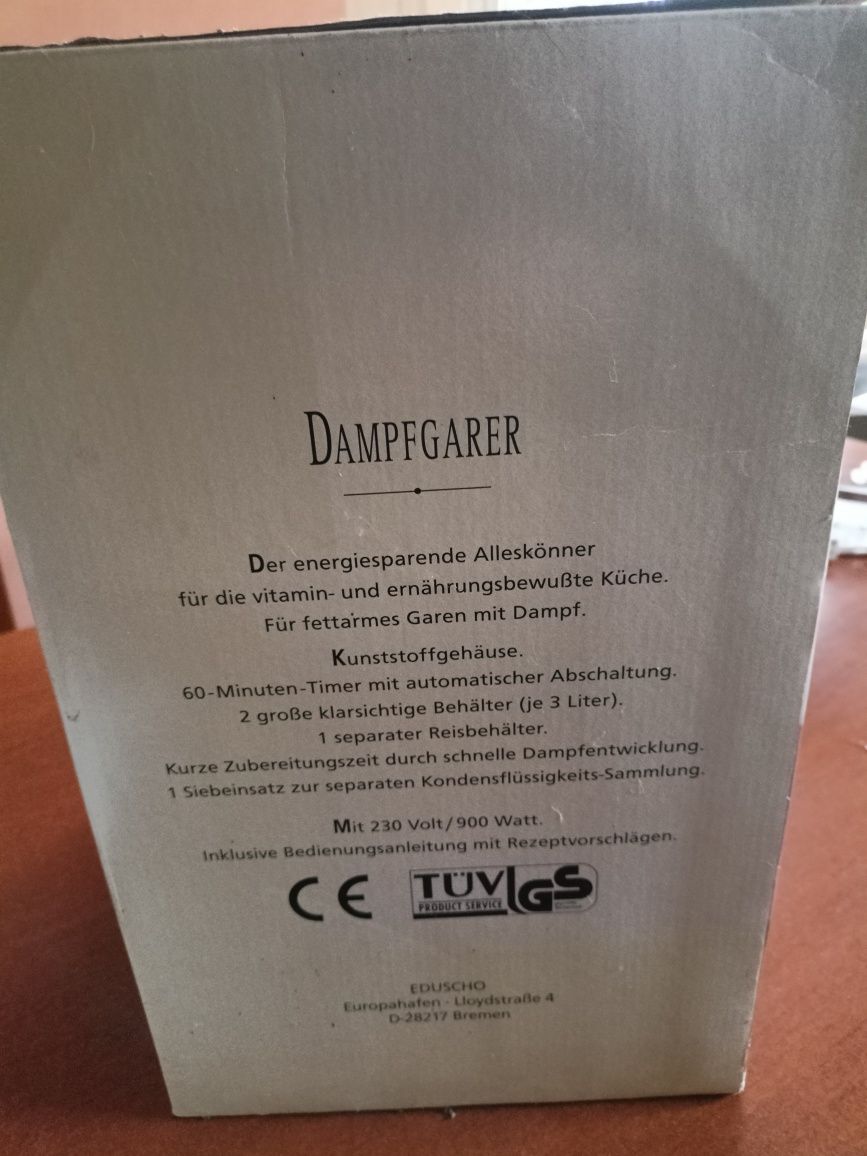 DAMPFGARER
Der energiesparende Alleskönner
für die vitamin- und ernährungsbewußte Küche.
Für fettarmes Garen mit Dampf.
Kunststoffgehäuse.
60-Minuten-Timer mit automatischer Abschaltung.
2 große klarsichtige Behälter (je 3 Liter).
1 separater Reisbehälter.
Kurze Zubereitungszeit durch schnelle Dampfentwicklung.
1 Siebeinsatz zur separaten Kondensflüssigkeits-Sammlung.
Mit 230 Volt/900 Watt.
Inklusive Bedienungsanleitung mit Rezeptvorschlägen.
CE TÜV GS
PRODUCT SERVICE
EDUSCHO
Europahafen - Lloydstraße 4
D-28217 Bremen